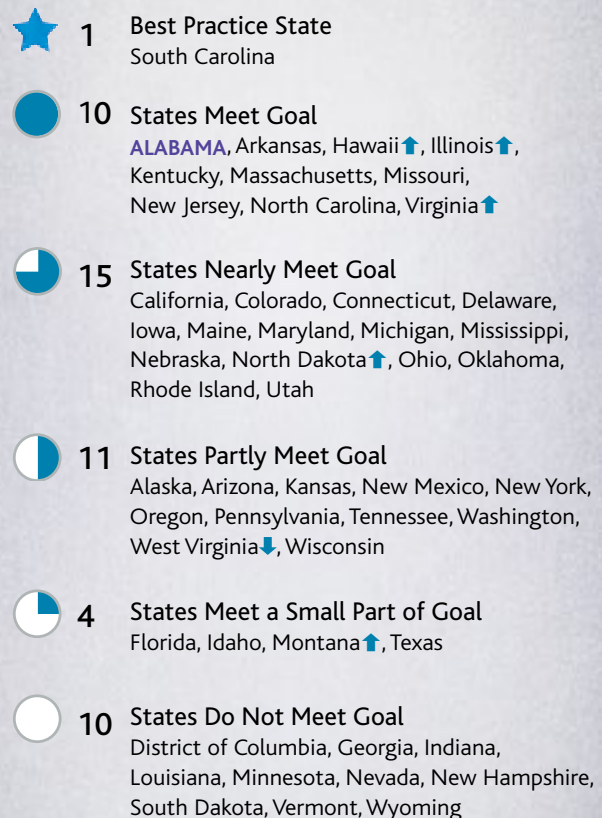 1 Best Practice State
South Carolina
10 States Meet Goal
ALABAMA, Arkansas, Hawaii⬆, Illinois⬆,
Kentucky, Massachusetts, Missouri,
New Jersey, North Carolina, Virginia⬆
15 States Nearly Meet Goal
California, Colorado, Connecticut, Delaware,
Iowa, Maine, Maryland, Michigan, Mississippi,
Nebraska, North Dakota⬆, Ohio, Oklahoma,
Rhode Island, Utah
11 States Partly Meet Goal
Alaska, Arizona, Kansas, New Mexico, New York,
Oregon, Pennsylvania, Tennessee, Washington,
West Virginia⬇, Wisconsin
4 States Meet a Small Part of Goal
Florida, Idaho, Montana⬆, Texas
10 States Do Not Meet Goal
District of Columbia, Georgia, Indiana,
Louisiana, Minnesota, Nevada, New Hampshire,
South Dakota, Vermont, Wyoming